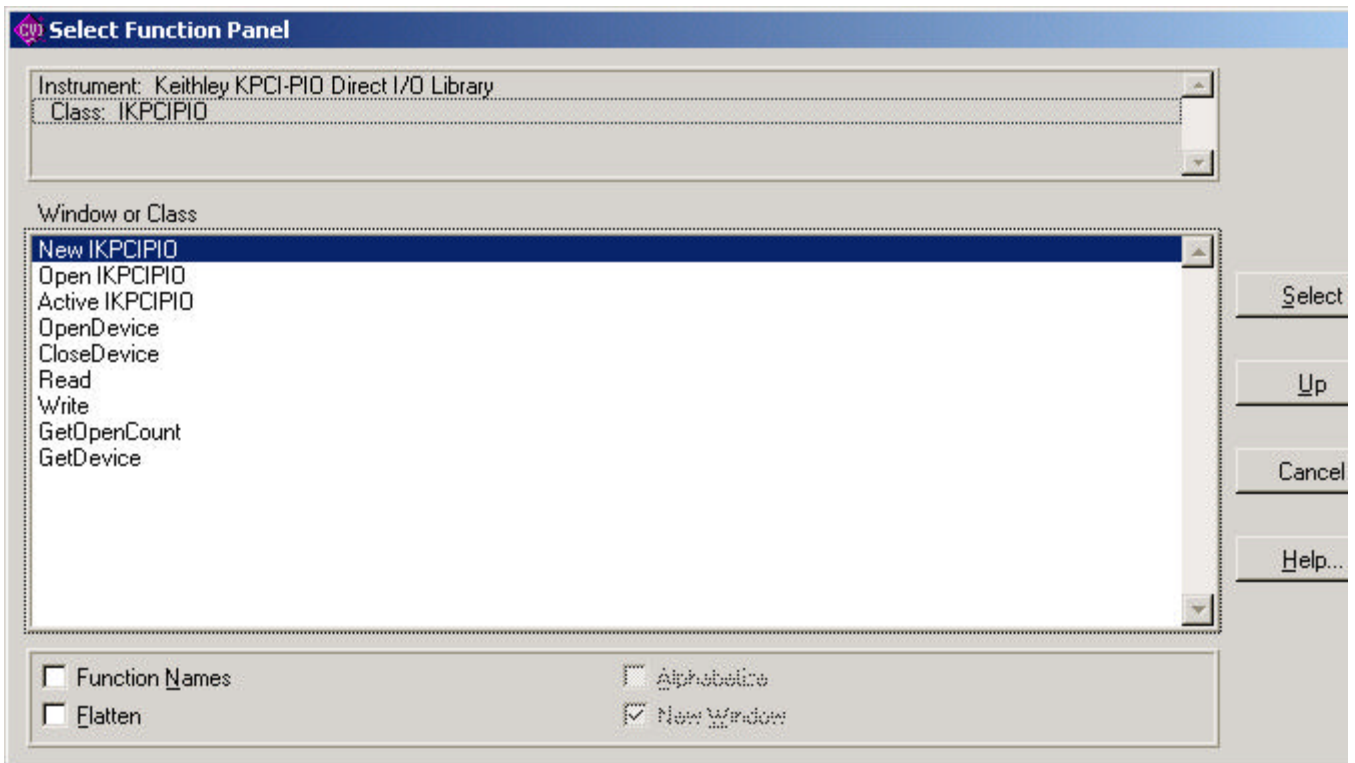 CVI Select Function Panel
Instrument: Keithley KPCI-PIO Direct I/O Library
Class: IKPCIPIO
Window or Class
New IKPCIPIO
Open IKPCIPIO
Active IKPCIPIO
OpenDevice
CloseDevice
Read
Write
GetOpenCount
GetDevice
Select
Up
Cancel
Help...
Function Names
Alphabetize
Flatten
New Window